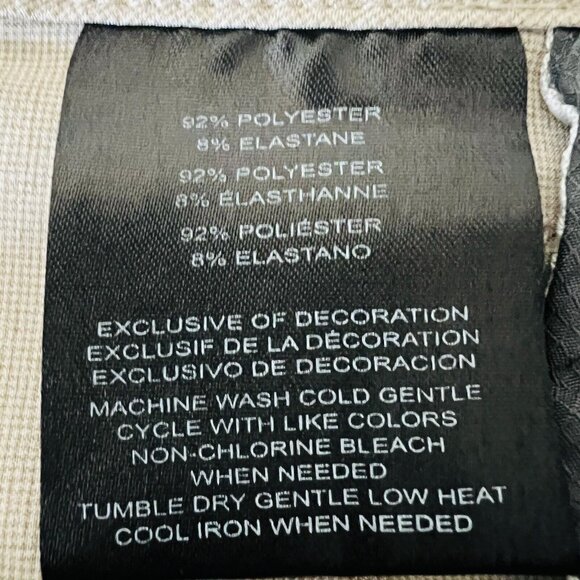 92% POLYESTER
8% ELASTANE
92% POLYESTER
8% ÉLASTHANNE
92% POLIÉSTER
8% ELASTANO
EXCLUSIVE OF DECORATION
EXCLUSIF DE LA DÉCORATION
EXCLUSIVO DE DECORACION
MACHINE WASH COLD GENTLE
CYCLE WITH LIKE COLORS
NON-CHLORINE BLEACH
WHEN NEEDED
TUMBLE DRY GENTLE LOW HEAT
COOL IRON WHEN NEEDED